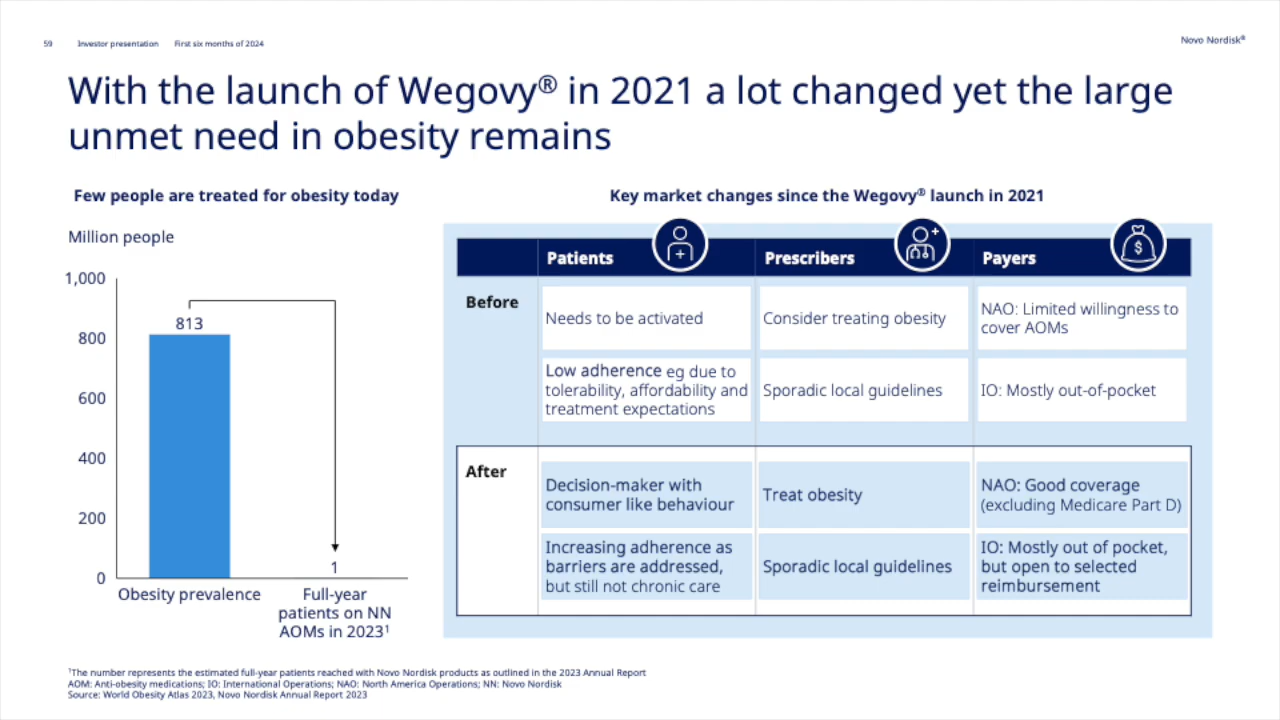 59 Investor presentation First six months of 2024
Novo Nordisk®
With the launch of Wegovy® in 2021 a lot changed yet the large
unmet need in obesity remains
Few people are treated for obesity today
Million people
1,000
800
600
400
200
0
813
1
Obesity prevalence
Full-year
patients on NN
AOMs in 2023¹
Key market changes since the Wegovy® launch in 2021
Patients
Prescribers
Payers
$
Before
Needs to be activated
Consider treating obesity
NAO: Limited willingness to
cover AOMs
Low adherence eg due to
tolerability, affordability and
treatment expectations
Sporadic local guidelines
IO: Mostly out-of-pocket
After
Decision-maker with
consumer like behaviour
Treat obesity
NAO: Good coverage
(excluding Medicare Part D)
Increasing adherence as
barriers are addressed,
but still not chronic care
Sporadic local guidelines
IO: Mostly out of pocket,
but open to selected
reimbursement
¹The number represents the estimated full-year patients reached with Novo Nordisk products as outlined in the 2023 Annual Report
AOM: Anti-obesity medications; IO: International Operations; NAO: North America Operations; NN: Novo Nordisk
Source: World Obesity Atlas 2023, Novo Nordisk Annual Report 2023